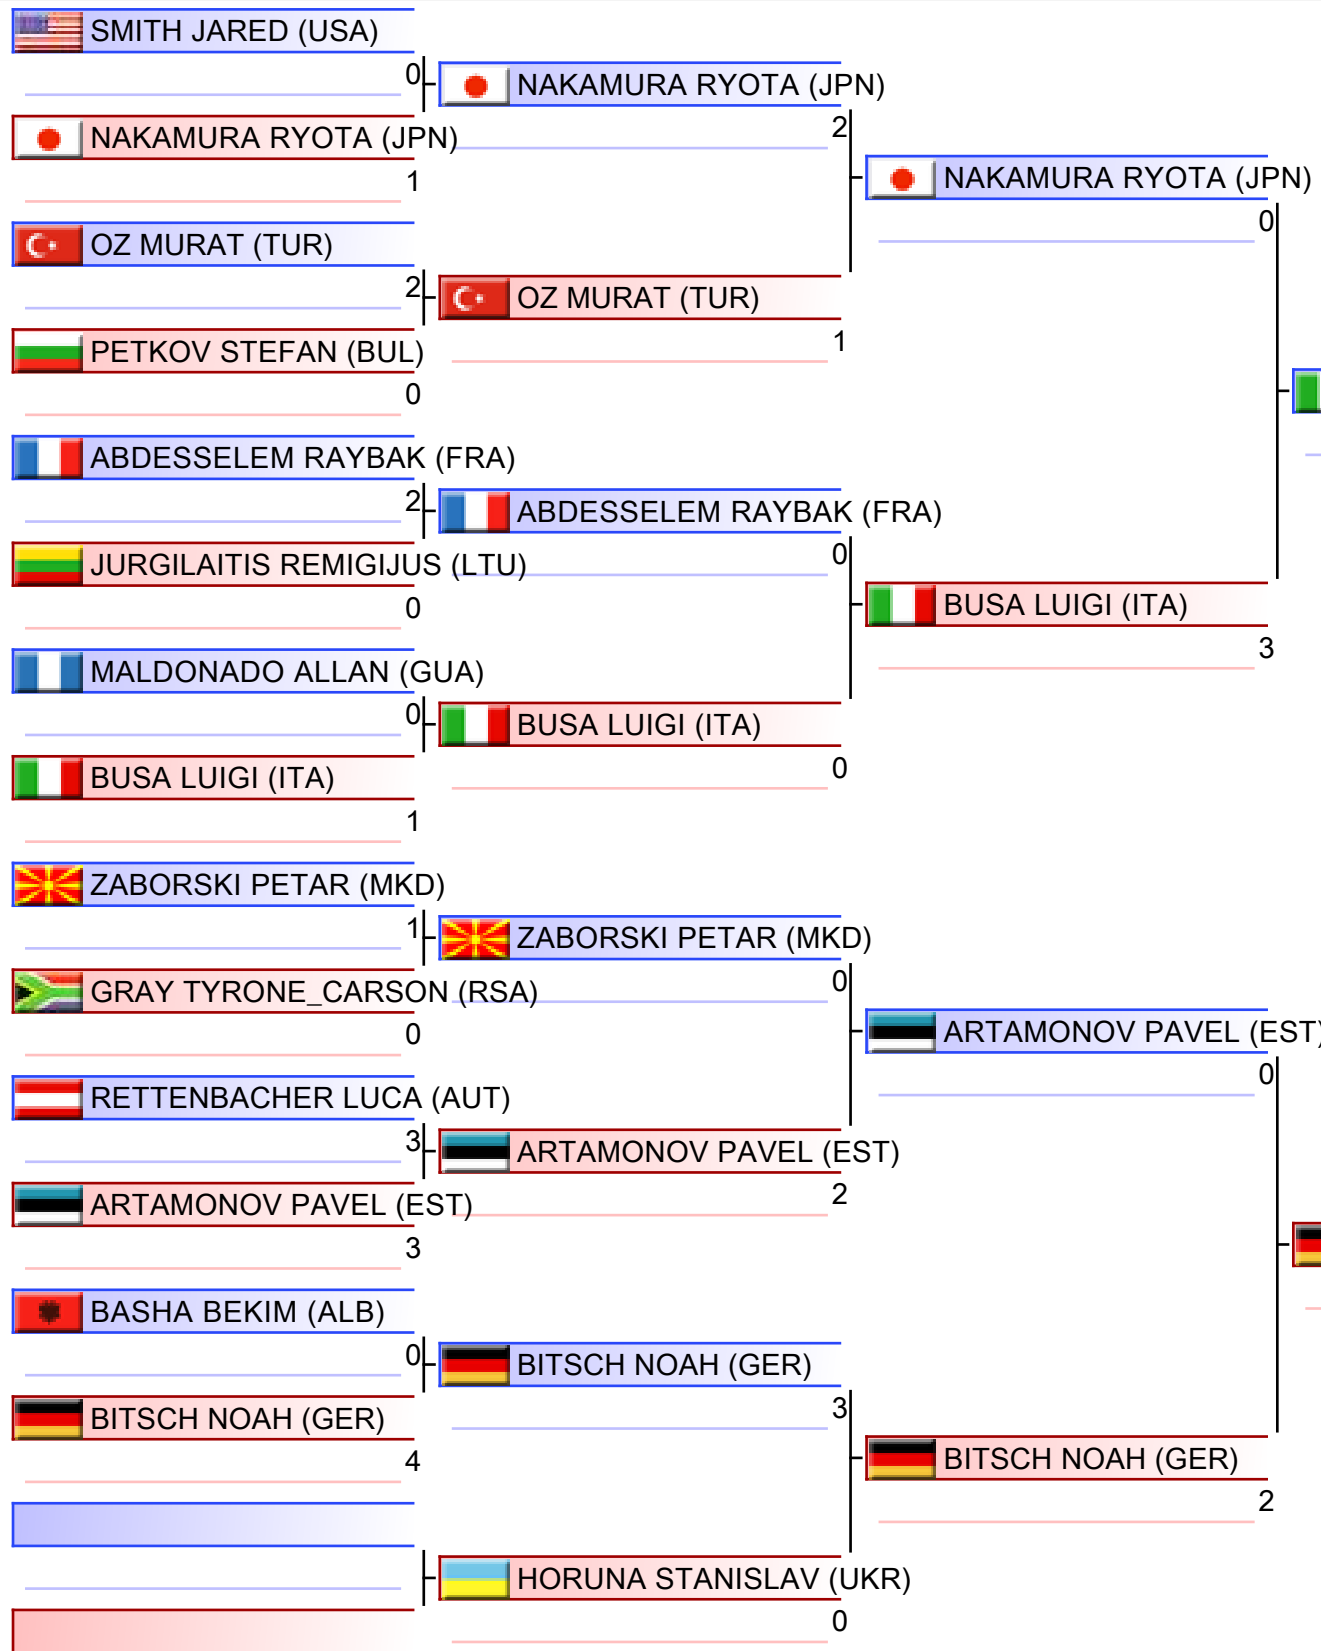 SMITH JARED (USA)
0
NAKAMURA RYOTA (JPN)
1
OZ MURAT (TUR)
2
PETKOV STEFAN (BUL)
0
ABDESSELEM RAYBAK (FRA)
2
JURGILAITIS REMIGIJUS (LTU)
0
MALDONADO ALLAN (GUA)
0
BUSA LUIGI (ITA)
1
ZABORSKI PETAR (MKD)
1
GRAY TYRONE_CARSON (RSA)
0
RETTENBACHER LUCA (AUT)
3
ARTAMONOV PAVEL (EST)
3
BASHA BEKIM (ALB)
0
BITSCH NOAH (GER)
4
NAKAMURA RYOTA (JPN)
2
OZ MURAT (TUR)
1
ABDESSELEM RAYBAK (FRA)
0
BUSA LUIGI (ITA)
0
ZABORSKI PETAR (MKD)
0
ARTAMONOV PAVEL (EST)
2
BITSCH NOAH (GER)
3
HORUNA STANISLAV (UKR)
0
NAKAMURA RYOTA (JPN)
0
BUSA LUIGI (ITA)
3
ARTAMONOV PAVEL (EST)
0
BITSCH NOAH (GER)
2